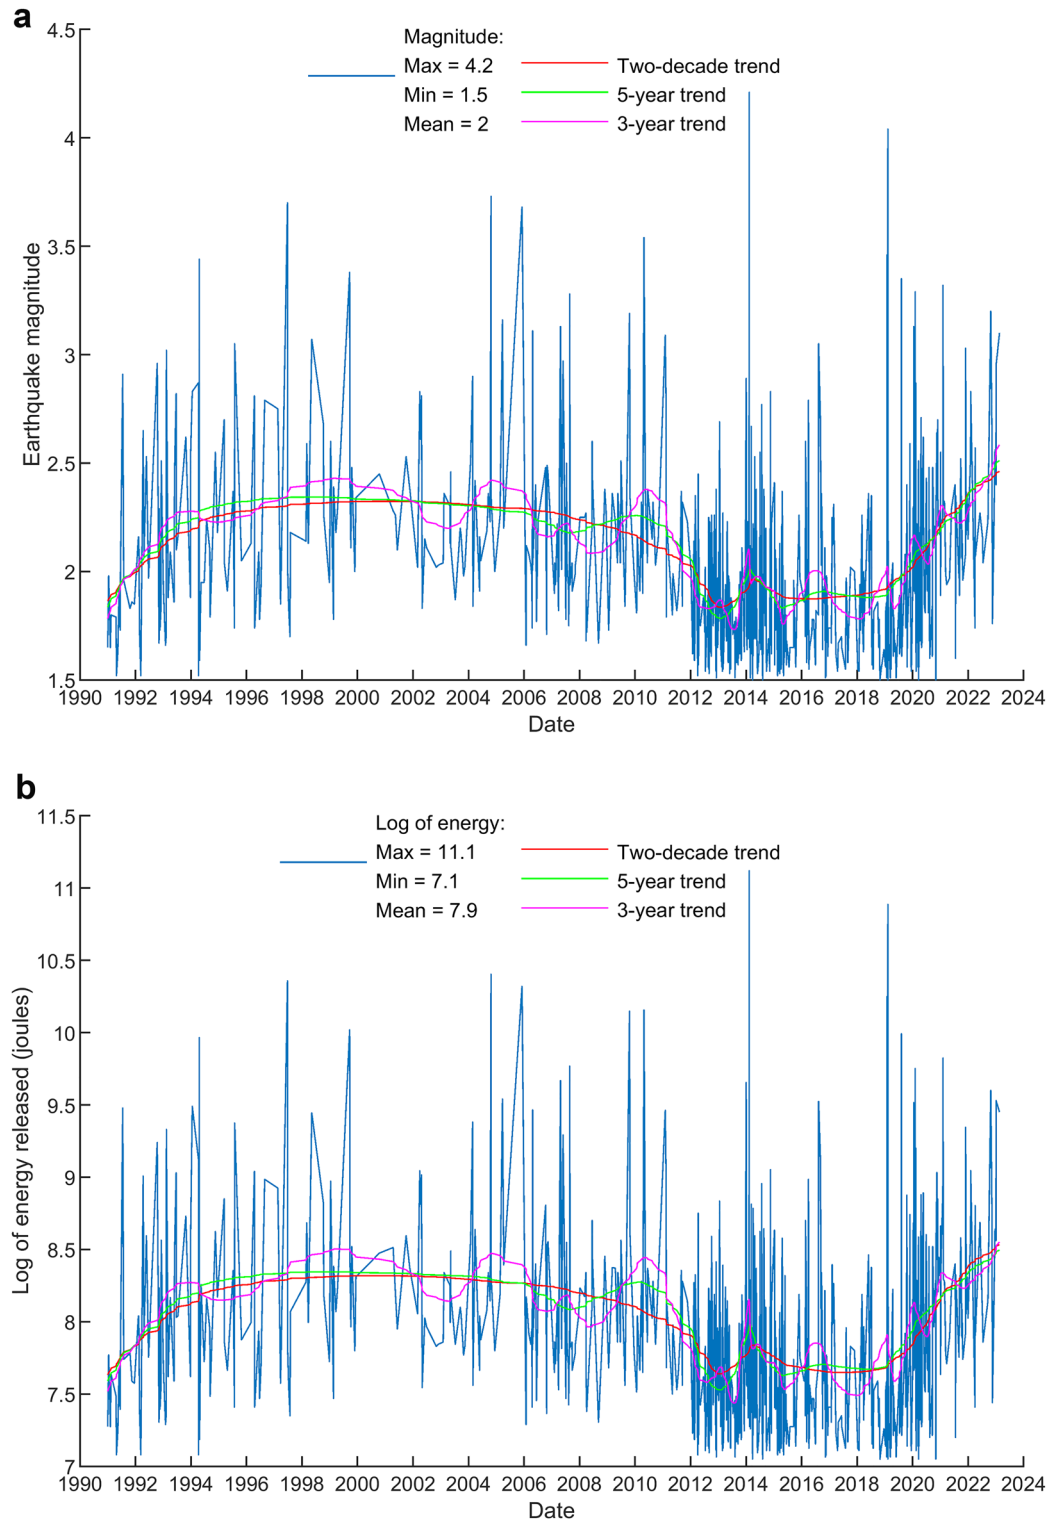 a
Magnitude:
Max = 4.2 Two-decade trend
Min = 1.5 5-year trend
Mean = 2 3-year trend
Earthquake magnitude
4.5
4
3.5
3
2.5
2
1.5
1990 1992 1994 1996 1998 2000 2002 2004 2006 2008 2010 2012 2014 2016 2018 2020 2022 2024
Date
b
Log of energy:
Max = 11.1 Two-decade trend
Min = 7.1 5-year trend
Mean = 7.9 3-year trend
Log of energy released (joules)
11.5
11
10.5
10
9.5
9
8.5
8
7.5
7
1990 1992 1994 1996 1998 2000 2002 2004 2006 2008 2010 2012 2014 2016 2018 2020 2022 2024
Date